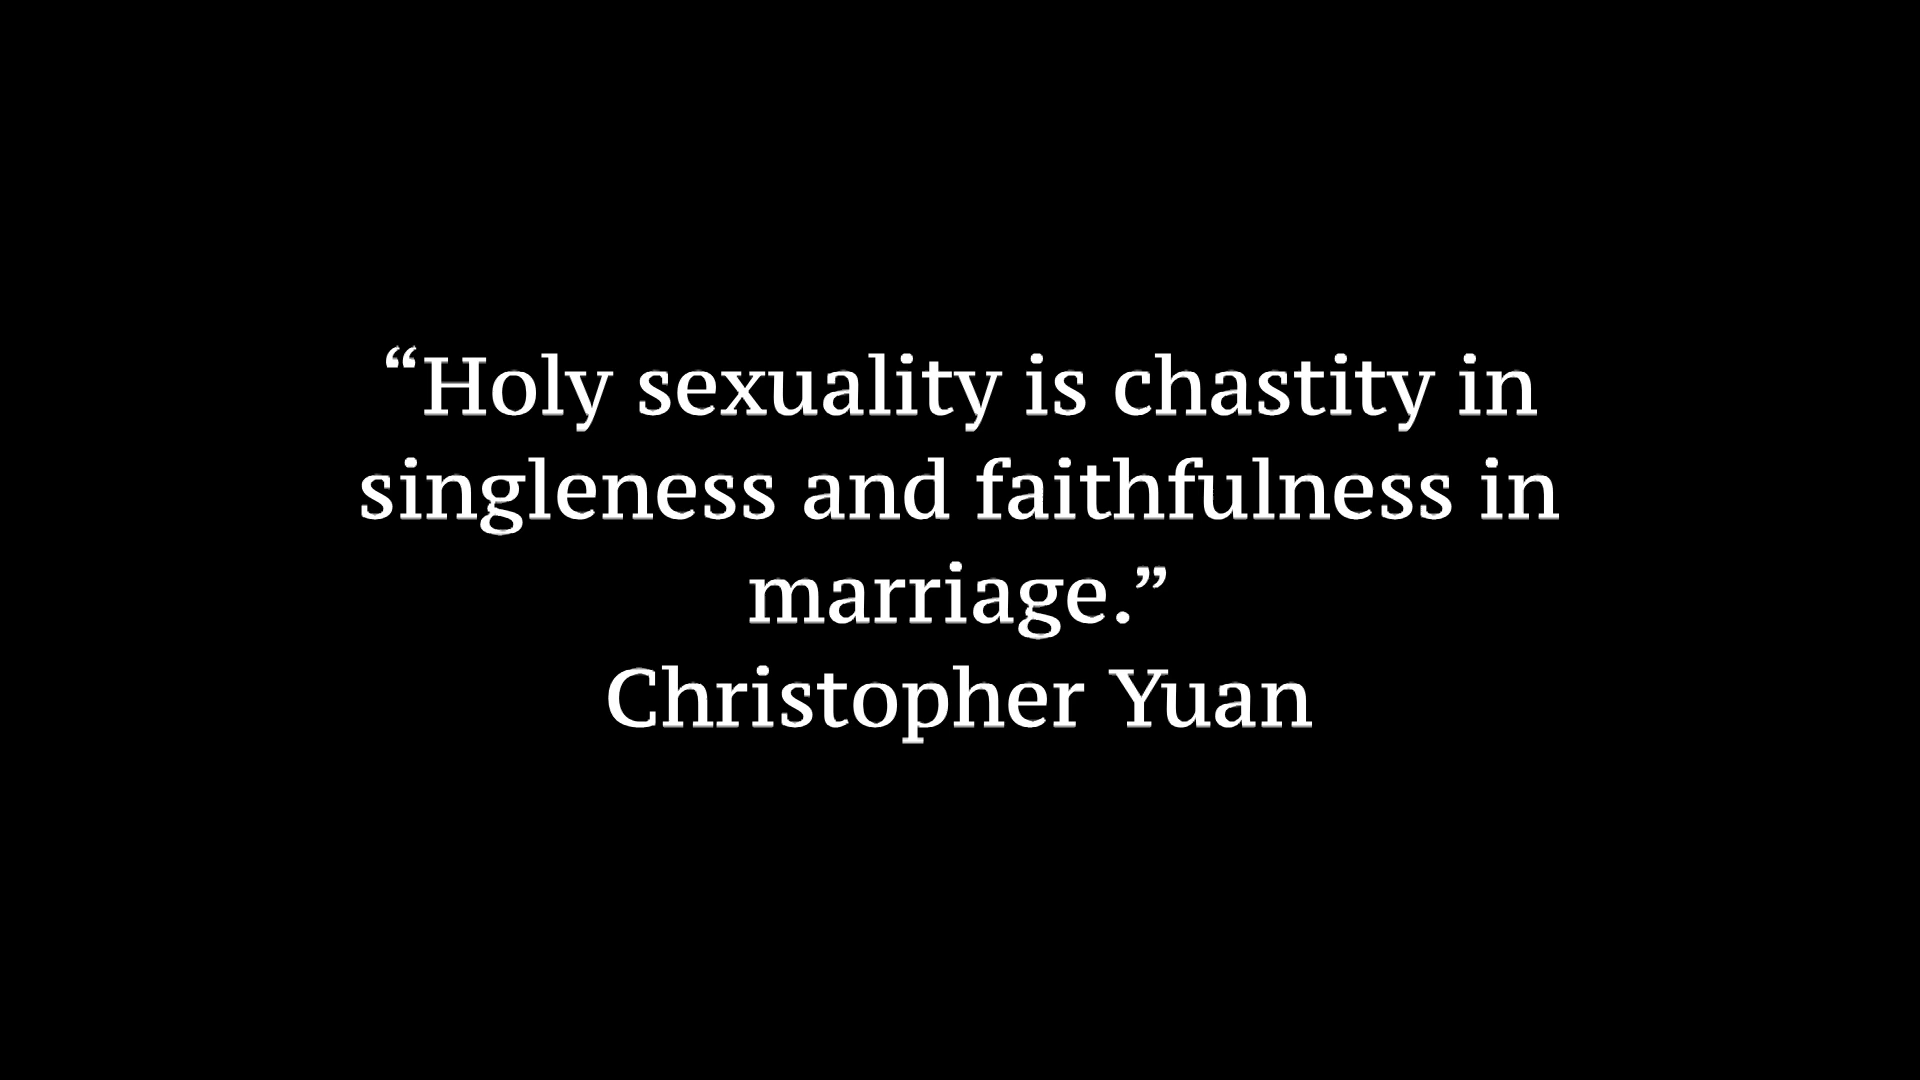 “Holy sexuality is chastity in
singleness and faithfulness in
marriage.”
Christopher Yuan